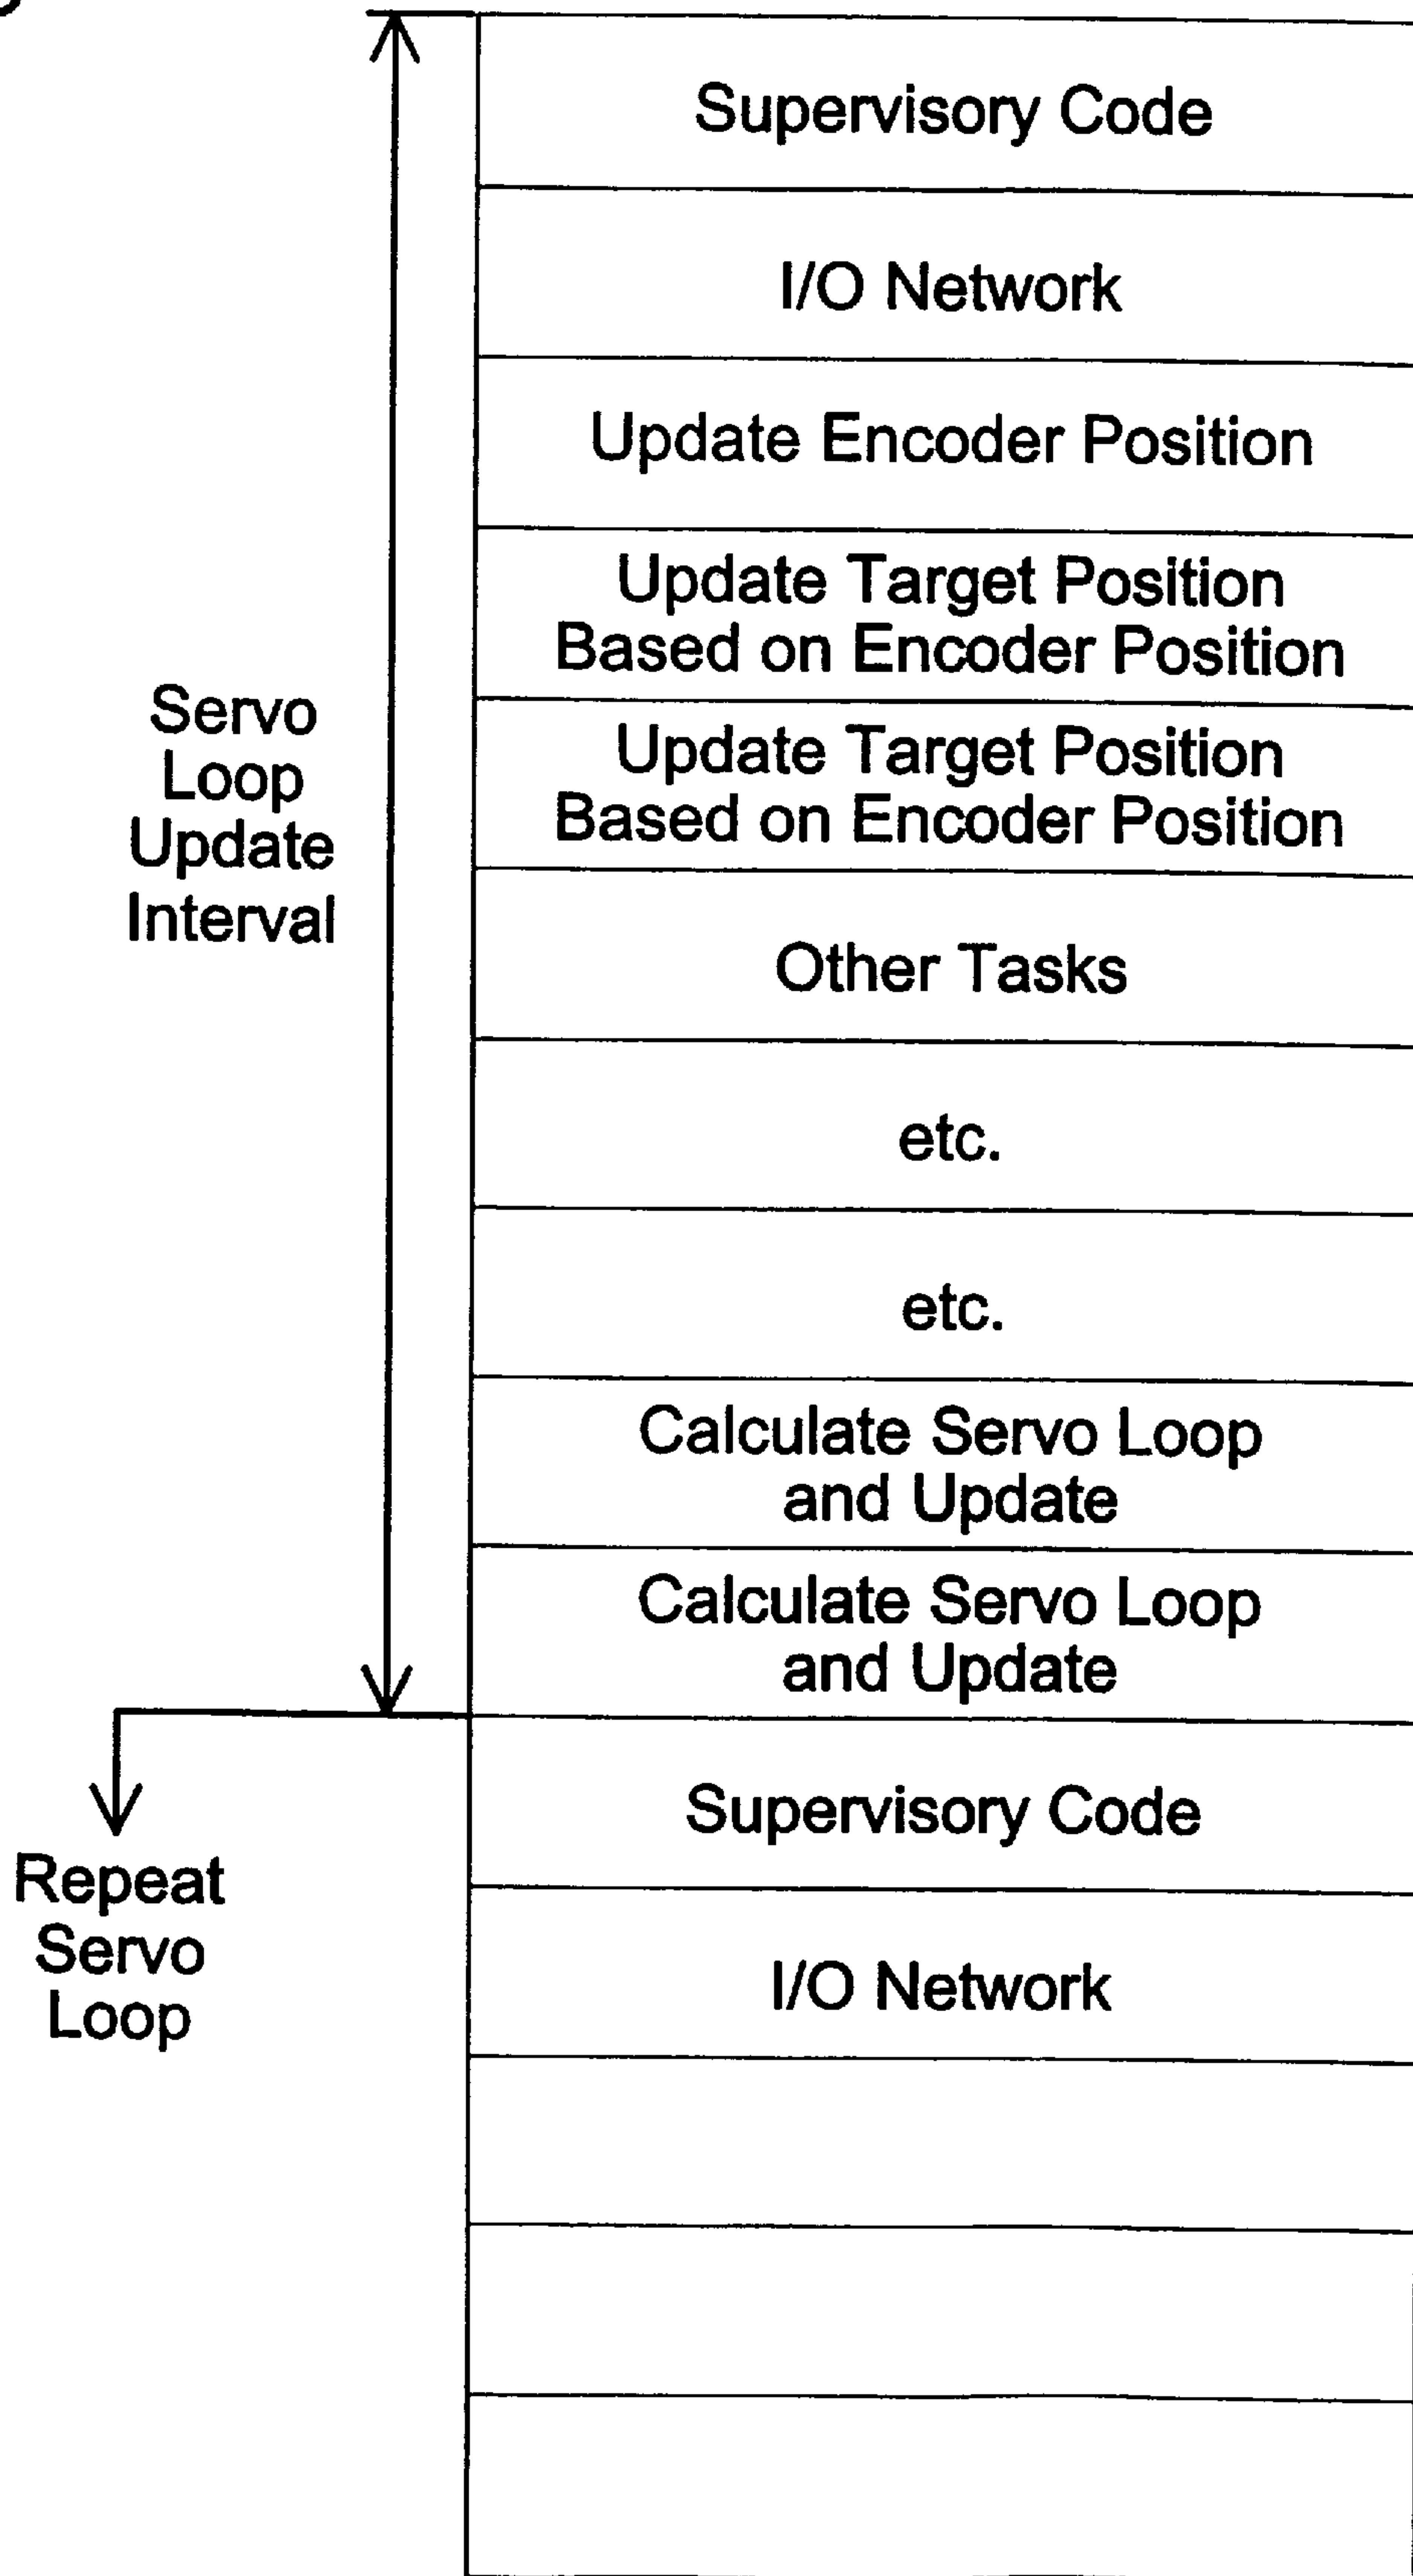 Supervisory Code
I/O Network
Update Encoder Position
Update Target Position
Based on Encoder Position
Update Target Position
Based on Encoder Position
Other Tasks
etc.
etc.
Calculate Servo Loop
and Update
Calculate Servo Loop
and Update
Servo
Loop
Update
Interval
Supervisory Code
I/O Network
Repeat
Servo
Loop